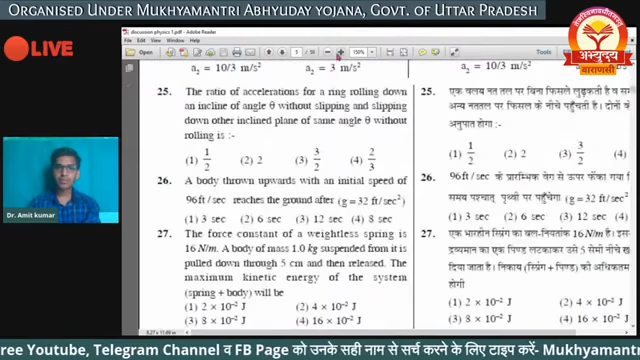 ORGANISED UNDER MUKHYAMANTRI ABHYUDAY YOJANA, GOVT. OF UTTAR PRADESH
LIVE
discussion physics 1.pdf - Adobe Reader
1 / 18
150%
Tools
a₂ = 10/3 m/s²
a₂ = 3 m/s²
a₂ = 10/3 m/s²
वाराणसी
25. The ratio of accelerations for a ring rolling down
an incline of angle θ without slipping and slipping
down other inclined plane of same angle θ without
rolling is :-
(1) 1/2 (2) 2 (3) 3/2 (4) 2/3
26. A body thrown upwards with an initial speed of
96ft/sec reaches the ground after (g = 32 ft/sec²)
(1) 3 sec (2) 6 sec (3) 12 sec (4) 8 sec
27. The force constant of a weightless spring is
16 N/m. A body of mass 1.0 kg suspended from it is
pulled down through 5 cm and then released. The
maximum kinetic energy of the system
(spring + body) will be
(1) 2 × 10⁻² J (2) 4 × 10⁻² J
(3) 8 × 10⁻² J (4) 16 × 10⁻² J
25. एक वलय नत तल पर बिना फिसले लुढ़कती है व स
अन्य नततल पर फिसल के नीचे पहुँचती है। दोनों
अनुपात होगा :-
(1) 1/2 (2) 2 (3) 3/2 (4)
26. 96ft/sec के प्रारम्भिक वेग से ऊपर फेंका गया
समय पश्चात् पृथ्वी पर पहुँचेगा। (g = 32 ft/sec²)
(1) 3 sec (2) 6 sec (3) 12 sec (4)
27. एक भारहीन स्प्रिंग का बल-नियतांक 16 N/m है।
द्रव्यमान का एक पिण्ड लटकाकर उसे 5 सेमी नीचे
दिया जाता है। निकाय (स्प्रिंग + पिण्ड) की अधिकतम
होगी
(1) 2 × 10⁻² J (2) 4 × 10⁻² J
(3) 8 × 10⁻² J (4) 16 × 10⁻² J
Dr. Amit kumar
8.27 x 11.69 in
ree Youtube, Telegram Channel व FB Page को उनके सही नाम से सर्च करने के लिए टाइप करें. Mukhyamant